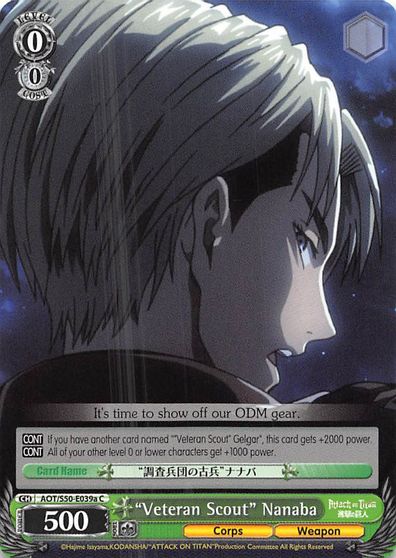 LEVEL
0
0
COST
It's time to show off our ODM gear.
CONT If you have another card named ""Veteran Scout" Gelgar", this card gets +2000 power.
CONT All of your other level 0 or lower characters get +1000 power.
Card Name "調査兵団の古兵"ナナバ
CH AOT/S50-E039a C
500
"Veteran Scout" Nanaba
Attack on Titan
進撃の巨人
Corps Weapon
©Hajime Isayama,KODANSHA/"ATTACK ON TITAN"Production Committee All Rights Reserved